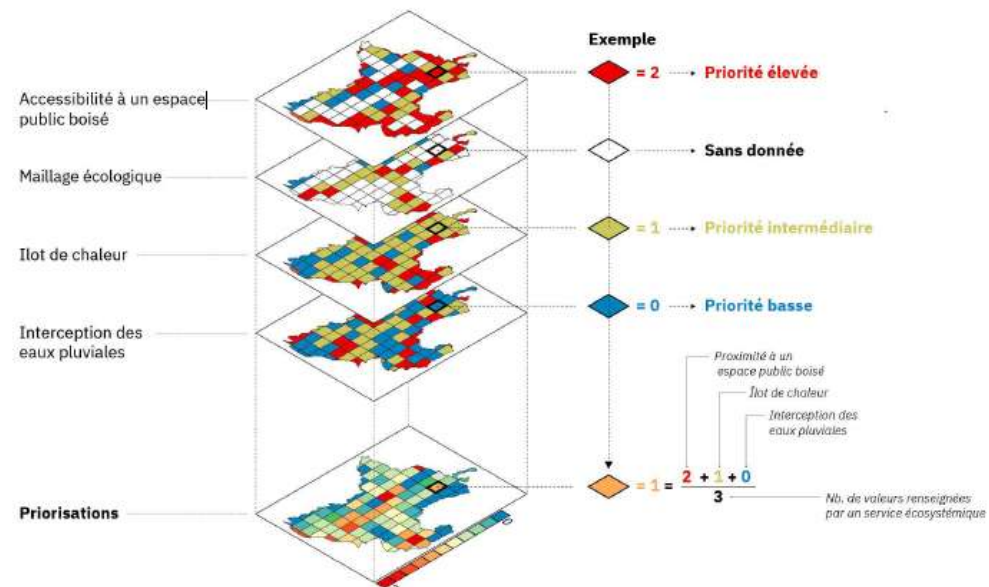 Exemple
= 2
Priorité élevée
Accessibilité à un espace
public boisé
Sans donnée
Maillage écologique
= 1
Priorité intermédiaire
Ilot de chaleur
= 0
Priorité basse
Interception des
eaux pluviales
Proximité à un
espace public boisé
Îlot de chaleur
Interception des
eaux pluviales
Priorisations
= 1 =
2 + 1 + 0
3
Nb. de valeurs renseignées
par un service écosystémique
0